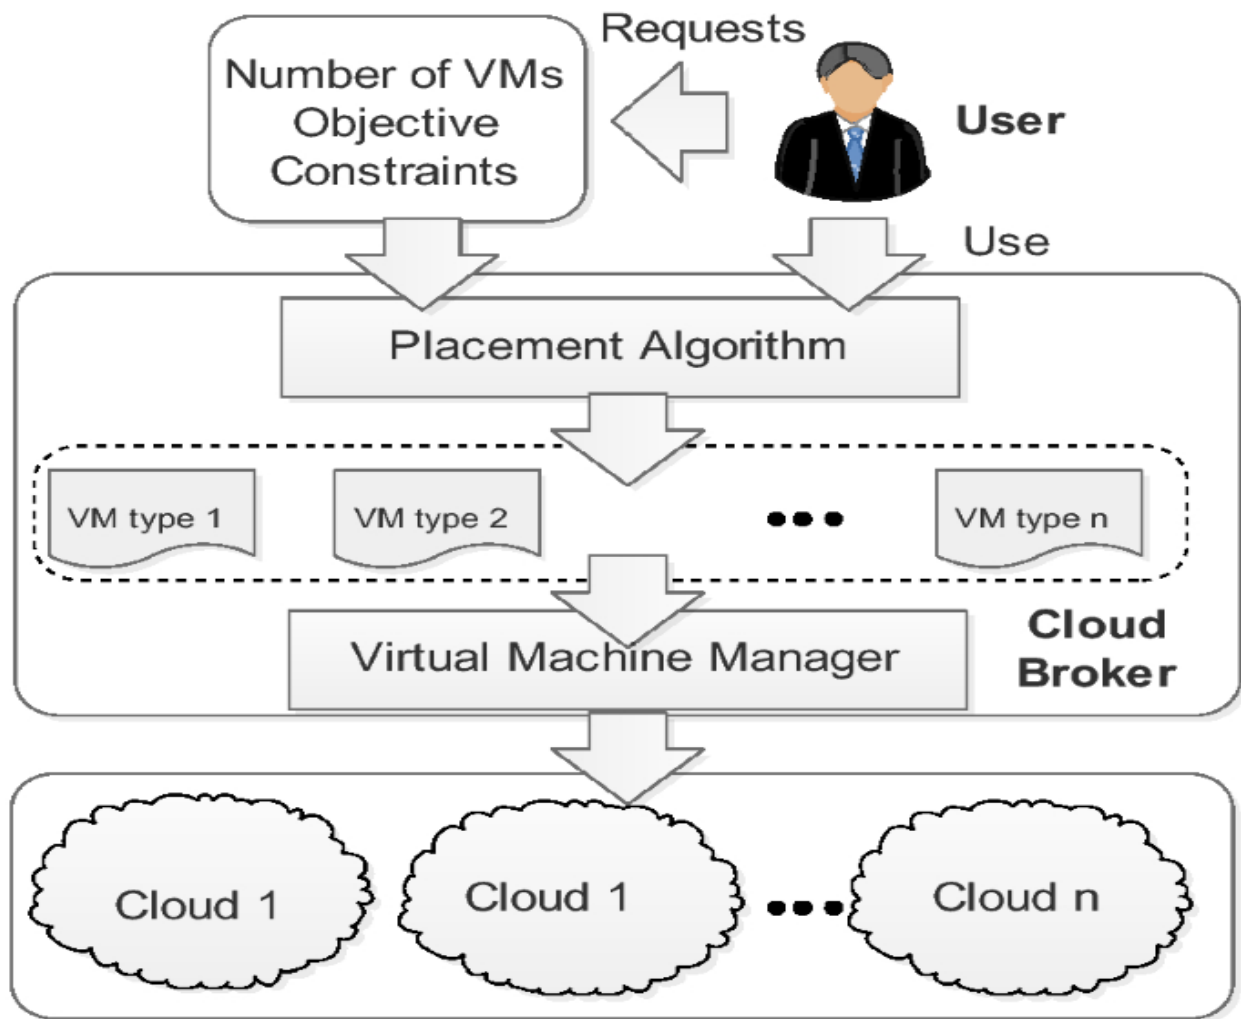 Requests
Number of VMs
Objective
Constraints
User
Use
Placement Algorithm
VM type 1
VM type 2
•••
VM type n
Virtual Machine Manager
Cloud
Broker
Cloud 1
Cloud 1
•••
Cloud n